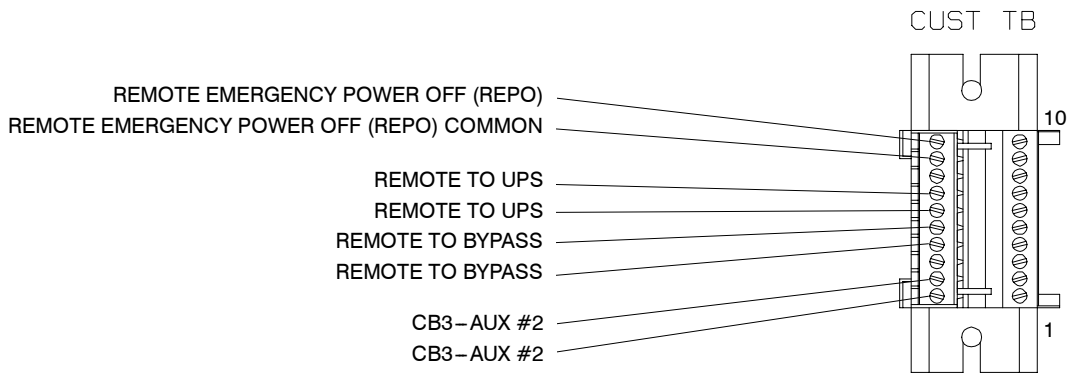 CUST TB
REMOTE EMERGENCY POWER OFF (REPO)
10
REMOTE EMERGENCY POWER OFF (REPO) COMMON
REMOTE TO UPS
REMOTE TO UPS
REMOTE TO BYPASS
REMOTE TO BYPASS
CB3-AUX #2
1
CB3-AUX #2